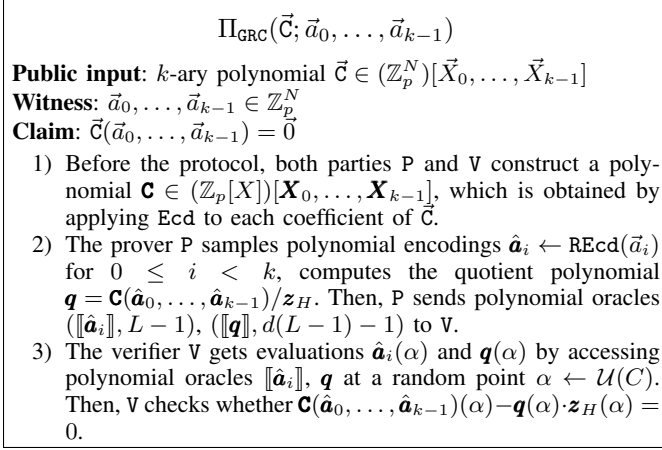 Π_GRC(C⃗; a⃗_0, . . . , a⃗_{k−1})
Public input: k-ary polynomial C⃗ ∈ (ℤ_p^N)[X⃗_0, . . . , X⃗_{k−1}]
Witness: a⃗_0, . . . , a⃗_{k−1} ∈ ℤ_p^N
Claim: C⃗(a⃗_0, . . . , a⃗_{k−1}) = 0⃗
1) Before the protocol, both parties P and V construct a poly-
nomial C ∈ (ℤ_p[X])[X_0, . . . , X_{k−1}], which is obtained by
applying Ecd to each coefficient of C⃗.
2) The prover P samples polynomial encodings â_i ← REcd(a⃗_i)
for 0 ≤ i < k, computes the quotient polynomial
q = C(â_0, . . . , â_{k−1})/z_H. Then, P sends polynomial oracles
(⟦â_i⟧, L − 1), (⟦q⟧, d(L − 1) − 1) to V.
3) The verifier V gets evaluations â_i(α) and q(α) by accessing
polynomial oracles ⟦â_i⟧, q at a random point α ← 𝒰(C).
Then, V checks whether C(â_0, . . . , â_{k−1})(α)−q(α)·z_H(α) =
0.